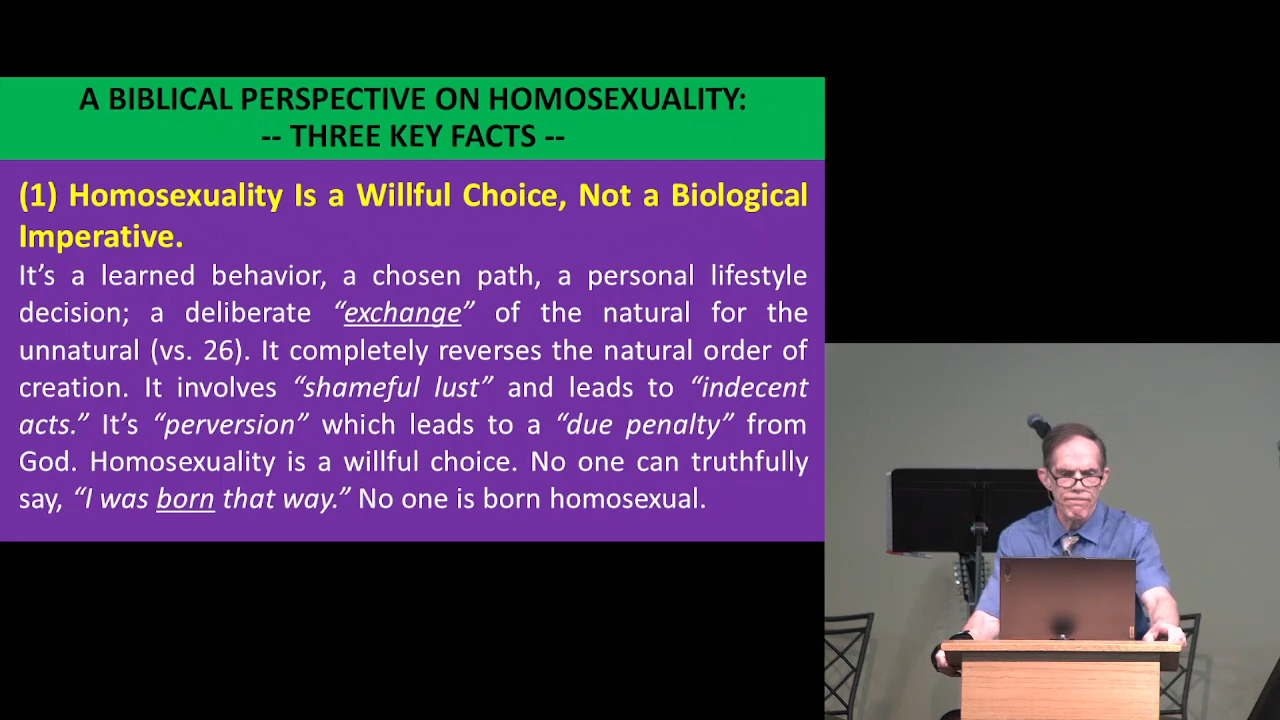 A BIBLICAL PERSPECTIVE ON HOMOSEXUALITY:
-- THREE KEY FACTS --
(1) Homosexuality Is a Willful Choice, Not a Biological
Imperative.
It’s a learned behavior, a chosen path, a personal lifestyle
decision; a deliberate “exchange” of the natural for the
unnatural (vs. 26). It completely reverses the natural order of
creation. It involves “shameful lust” and leads to “indecent
acts.” It’s “perversion” which leads to a “due penalty” from
God. Homosexuality is a willful choice. No one can truthfully
say, “I was born that way.” No one is born homosexual.